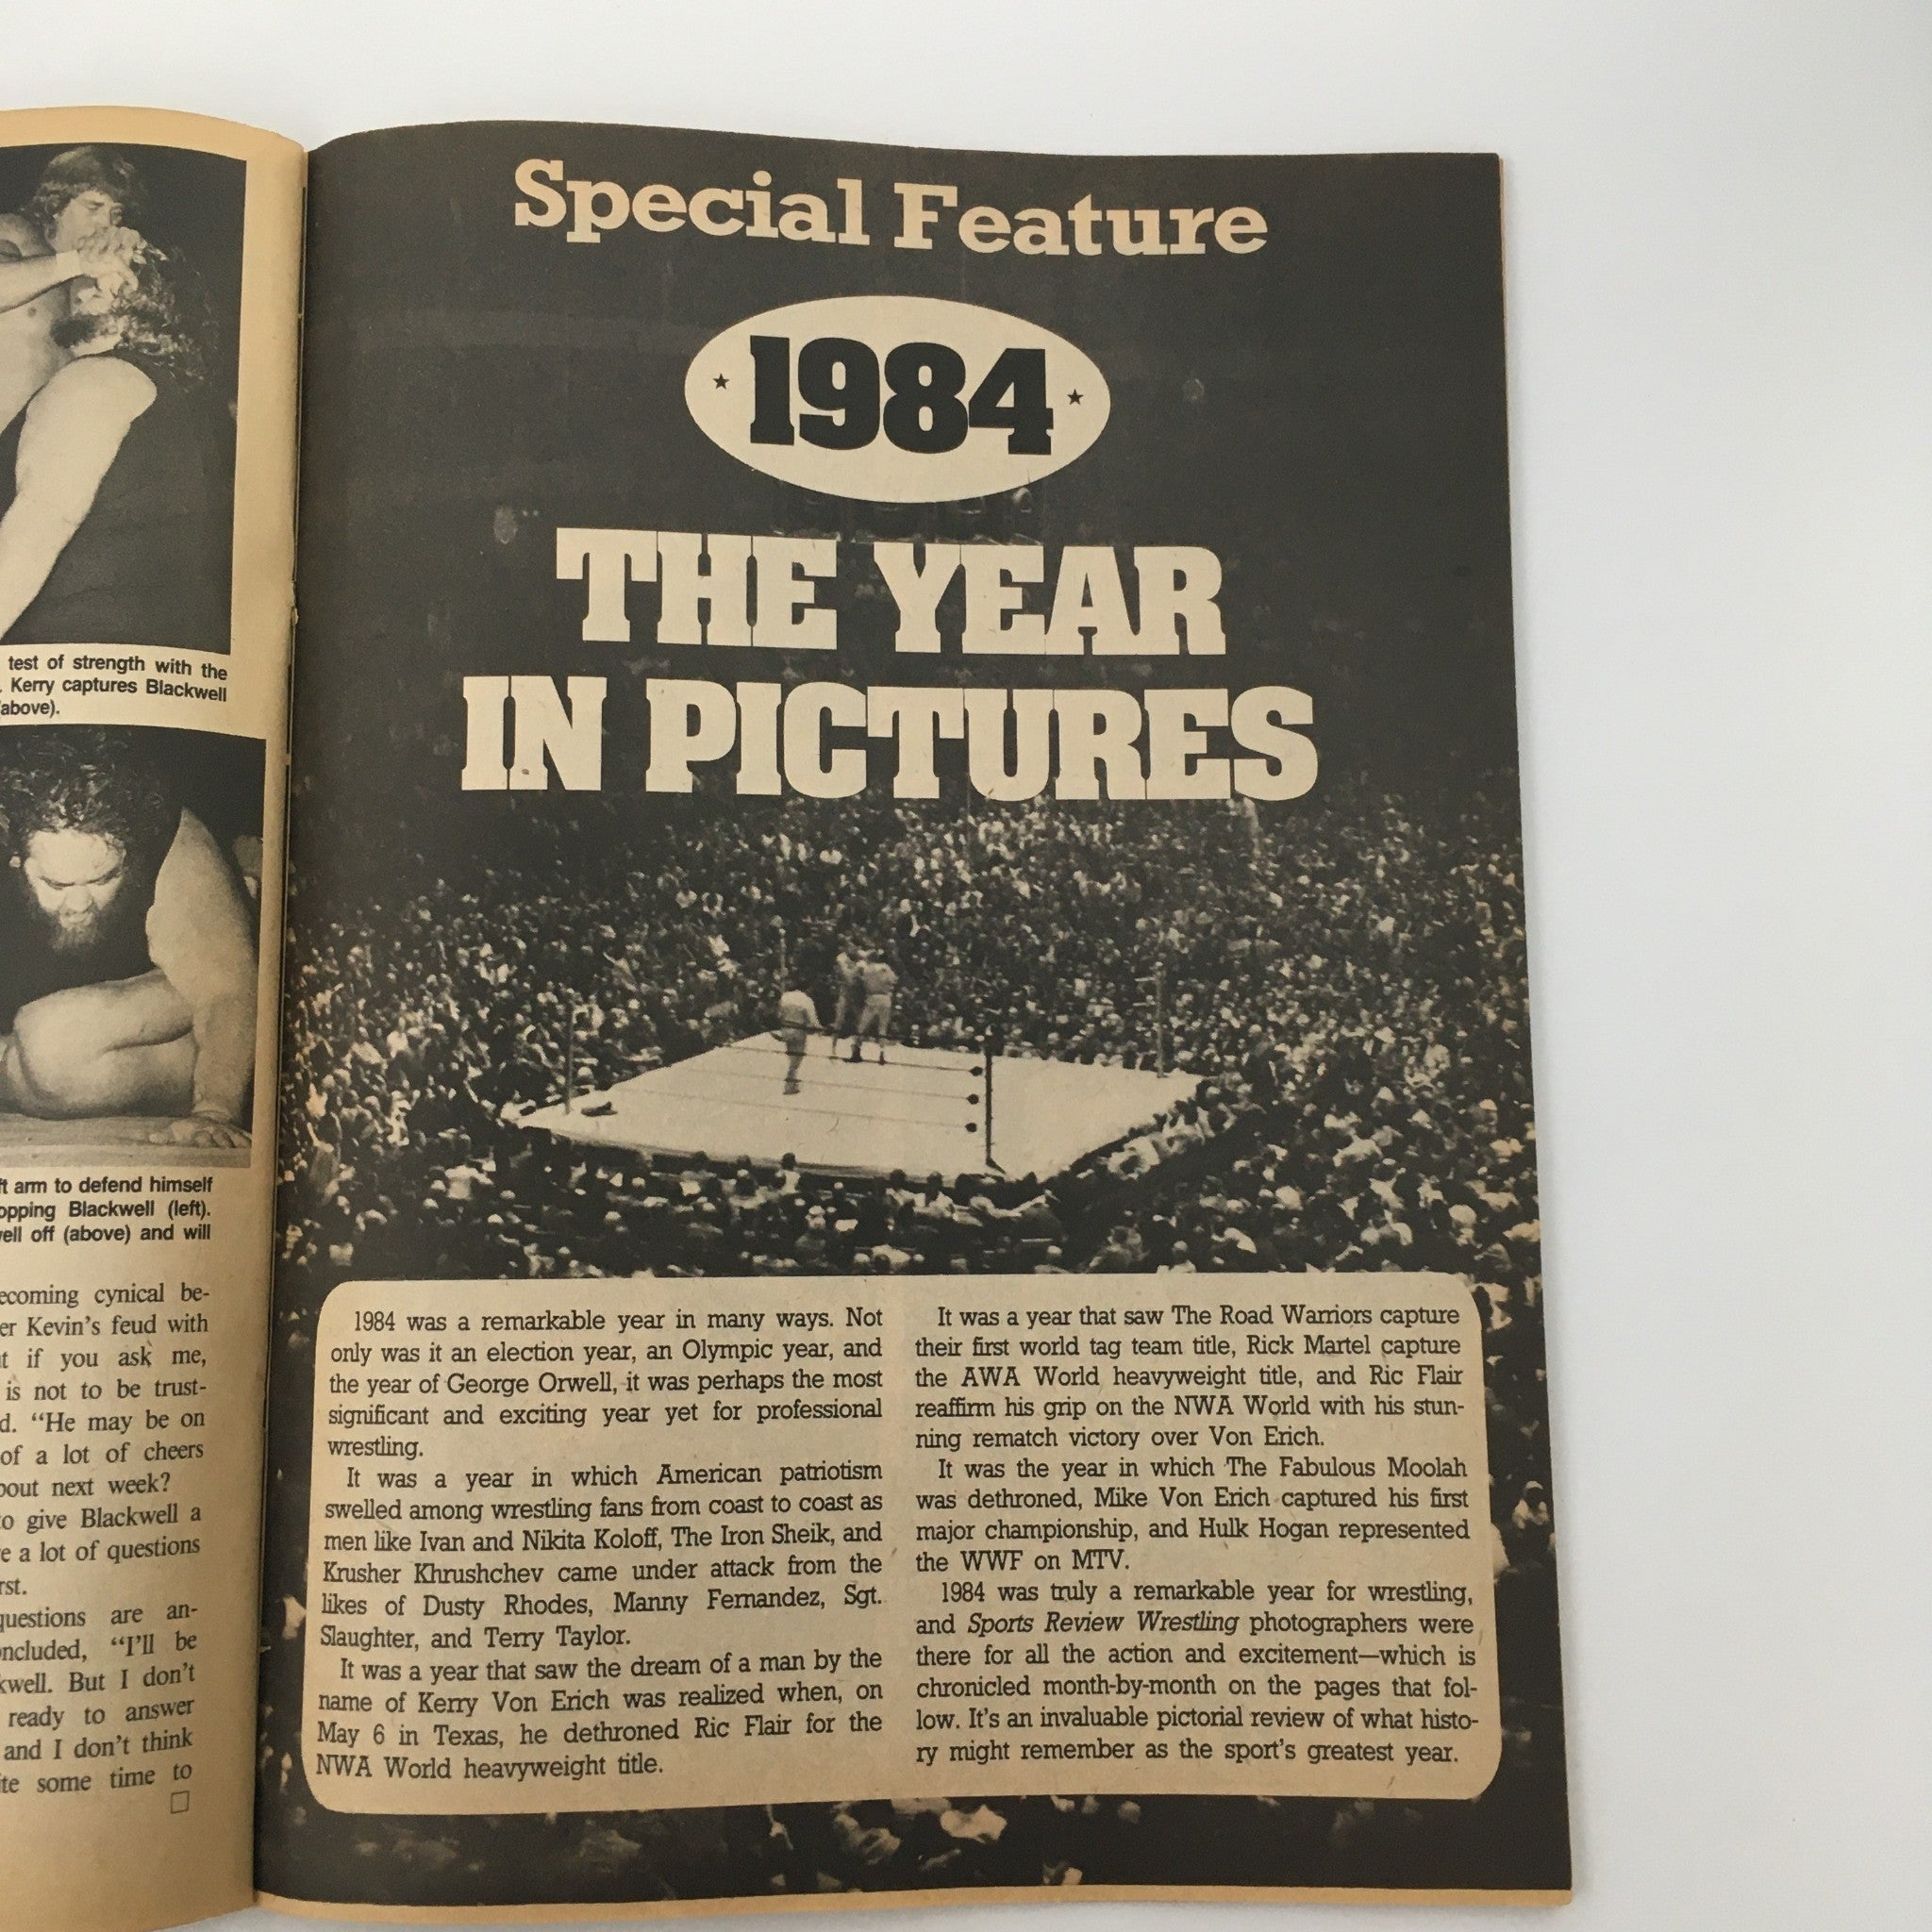 test of strength with the
. Kerry captures Blackwell
above).
arm to defend himself
Blackwell (left).
off (above) and will
cynical be-
Kevin's feud with
if you ask me,
is not to be trust-
d. "He may be on
of a lot of cheers
next week?
give Blackwell a
a lot of questions
questions are an-
"I'll be
But I don't
ready to answer
and I don't think
some time to
Special Feature
1984
THE YEAR
IN PICTURES
1984 was a remarkable year in many ways. Not
only was it an election year, an Olympic year, and
the year of George Orwell, it was perhaps the most
significant and exciting year yet for professional
wrestling.
It was a year in which American patriotism
swelled among wrestling fans from coast to coast as
men like Ivan and Nikita Koloff, The Iron Sheik, and
Krusher Khrushchev came under attack from the
likes of Dusty Rhodes, Manny Fernandez, Sgt.
Slaughter, and Terry Taylor.
It was a year that saw the dream of a man by the
name of Kerry Von Erich was realized when, on
May 6 in Texas, he dethroned Ric Flair for the
NWA World heavyweight title.
It was a year that saw The Road Warriors capture
their first world tag team title, Rick Martel capture
the AWA World heavyweight title, and Ric Flair
reaffirm his grip on the NWA World with his stun-
ning rematch victory over Von Erich.
It was the year in which The Fabulous Moolah
was dethroned, Mike Von Erich captured his first
major championship, and Hulk Hogan represented
the WWF on MTV.
1984 was truly a remarkable year for wrestling,
and Sports Review Wrestling photographers were
there for all the action and excitement—which is
chronicled month-by-month on the pages that fol-
low. It's an invaluable pictorial review of what histo-
ry might remember as the sport's greatest year.